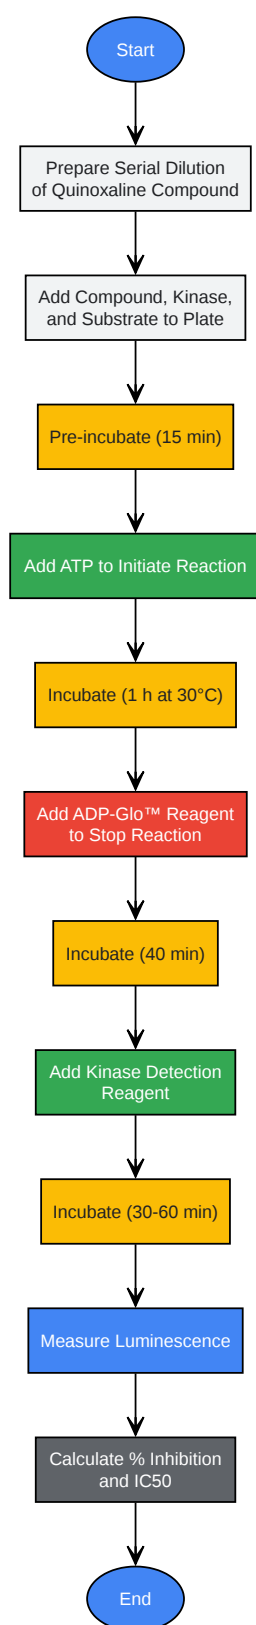 Start
Prepare Serial Dilution
of Quinoxaline Compound
Add Compound, Kinase,
and Substrate to Plate
Pre-incubate (15 min)
Add ATP to Initiate Reaction
Incubate (1 h at 30°C)
Add ADP-Glo™ Reagent
to Stop Reaction
Incubate (40 min)
Add Kinase Detection
Reagent
Incubate (30-60 min)
Measure Luminescence
Calculate % Inhibition
and IC50
End